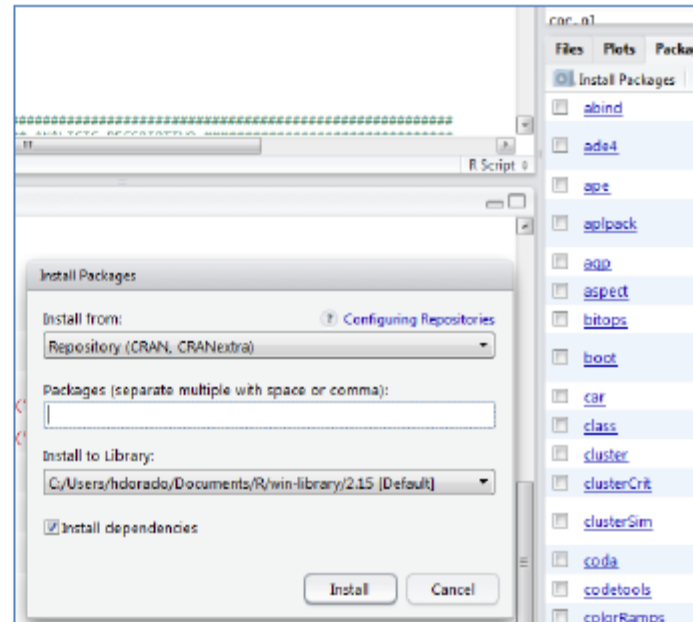 Files Plots
Install Packages
abind
###################################################
ade4
R Script
ape
aplpack
Install Packages
aqp
Install from: ? Configuring Repositories
aspect
Repository (CRAN, CRANextra)
bitops
boot
Packages (separate multiple with space or comma):
car
class
Install to Library:
cluster
C:/Users/hdorado/Documents/R/win-library/2.15 [Default]
clusterCrit
Install dependencies
clusterSim
coda
Install Cancel
codetools
colorRamps